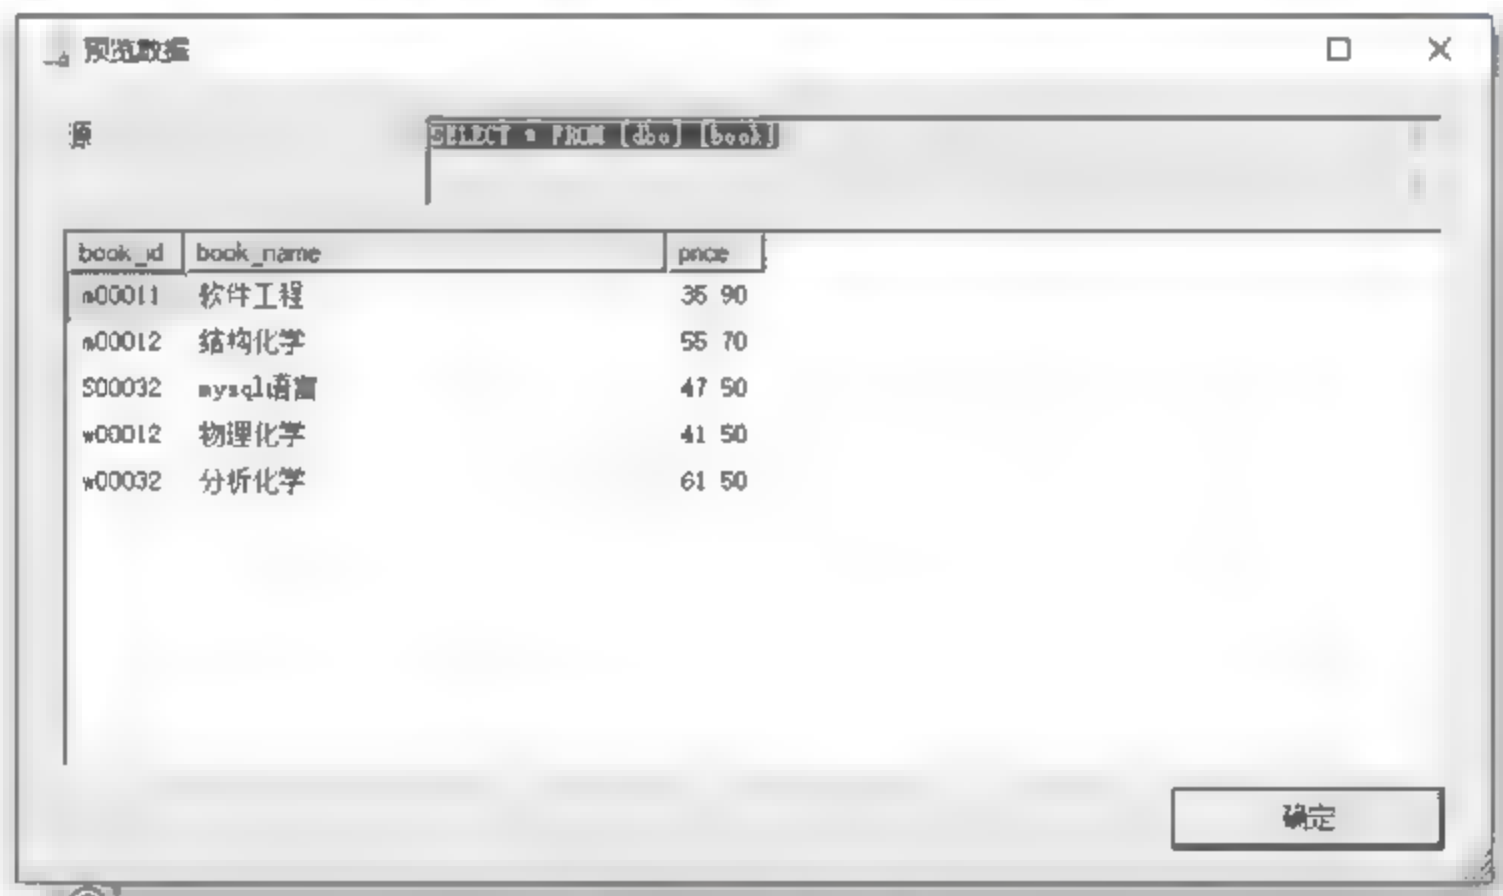 预览数据
源
SELECT * FROM [dbo] [book]
book_id book_name price
m00011 软件工程 35 90
m00012 结构化学 55 70
S00032 mysql语言 47 50
w00012 物理化学 41 50
w00032 分析化学 61 50
确定